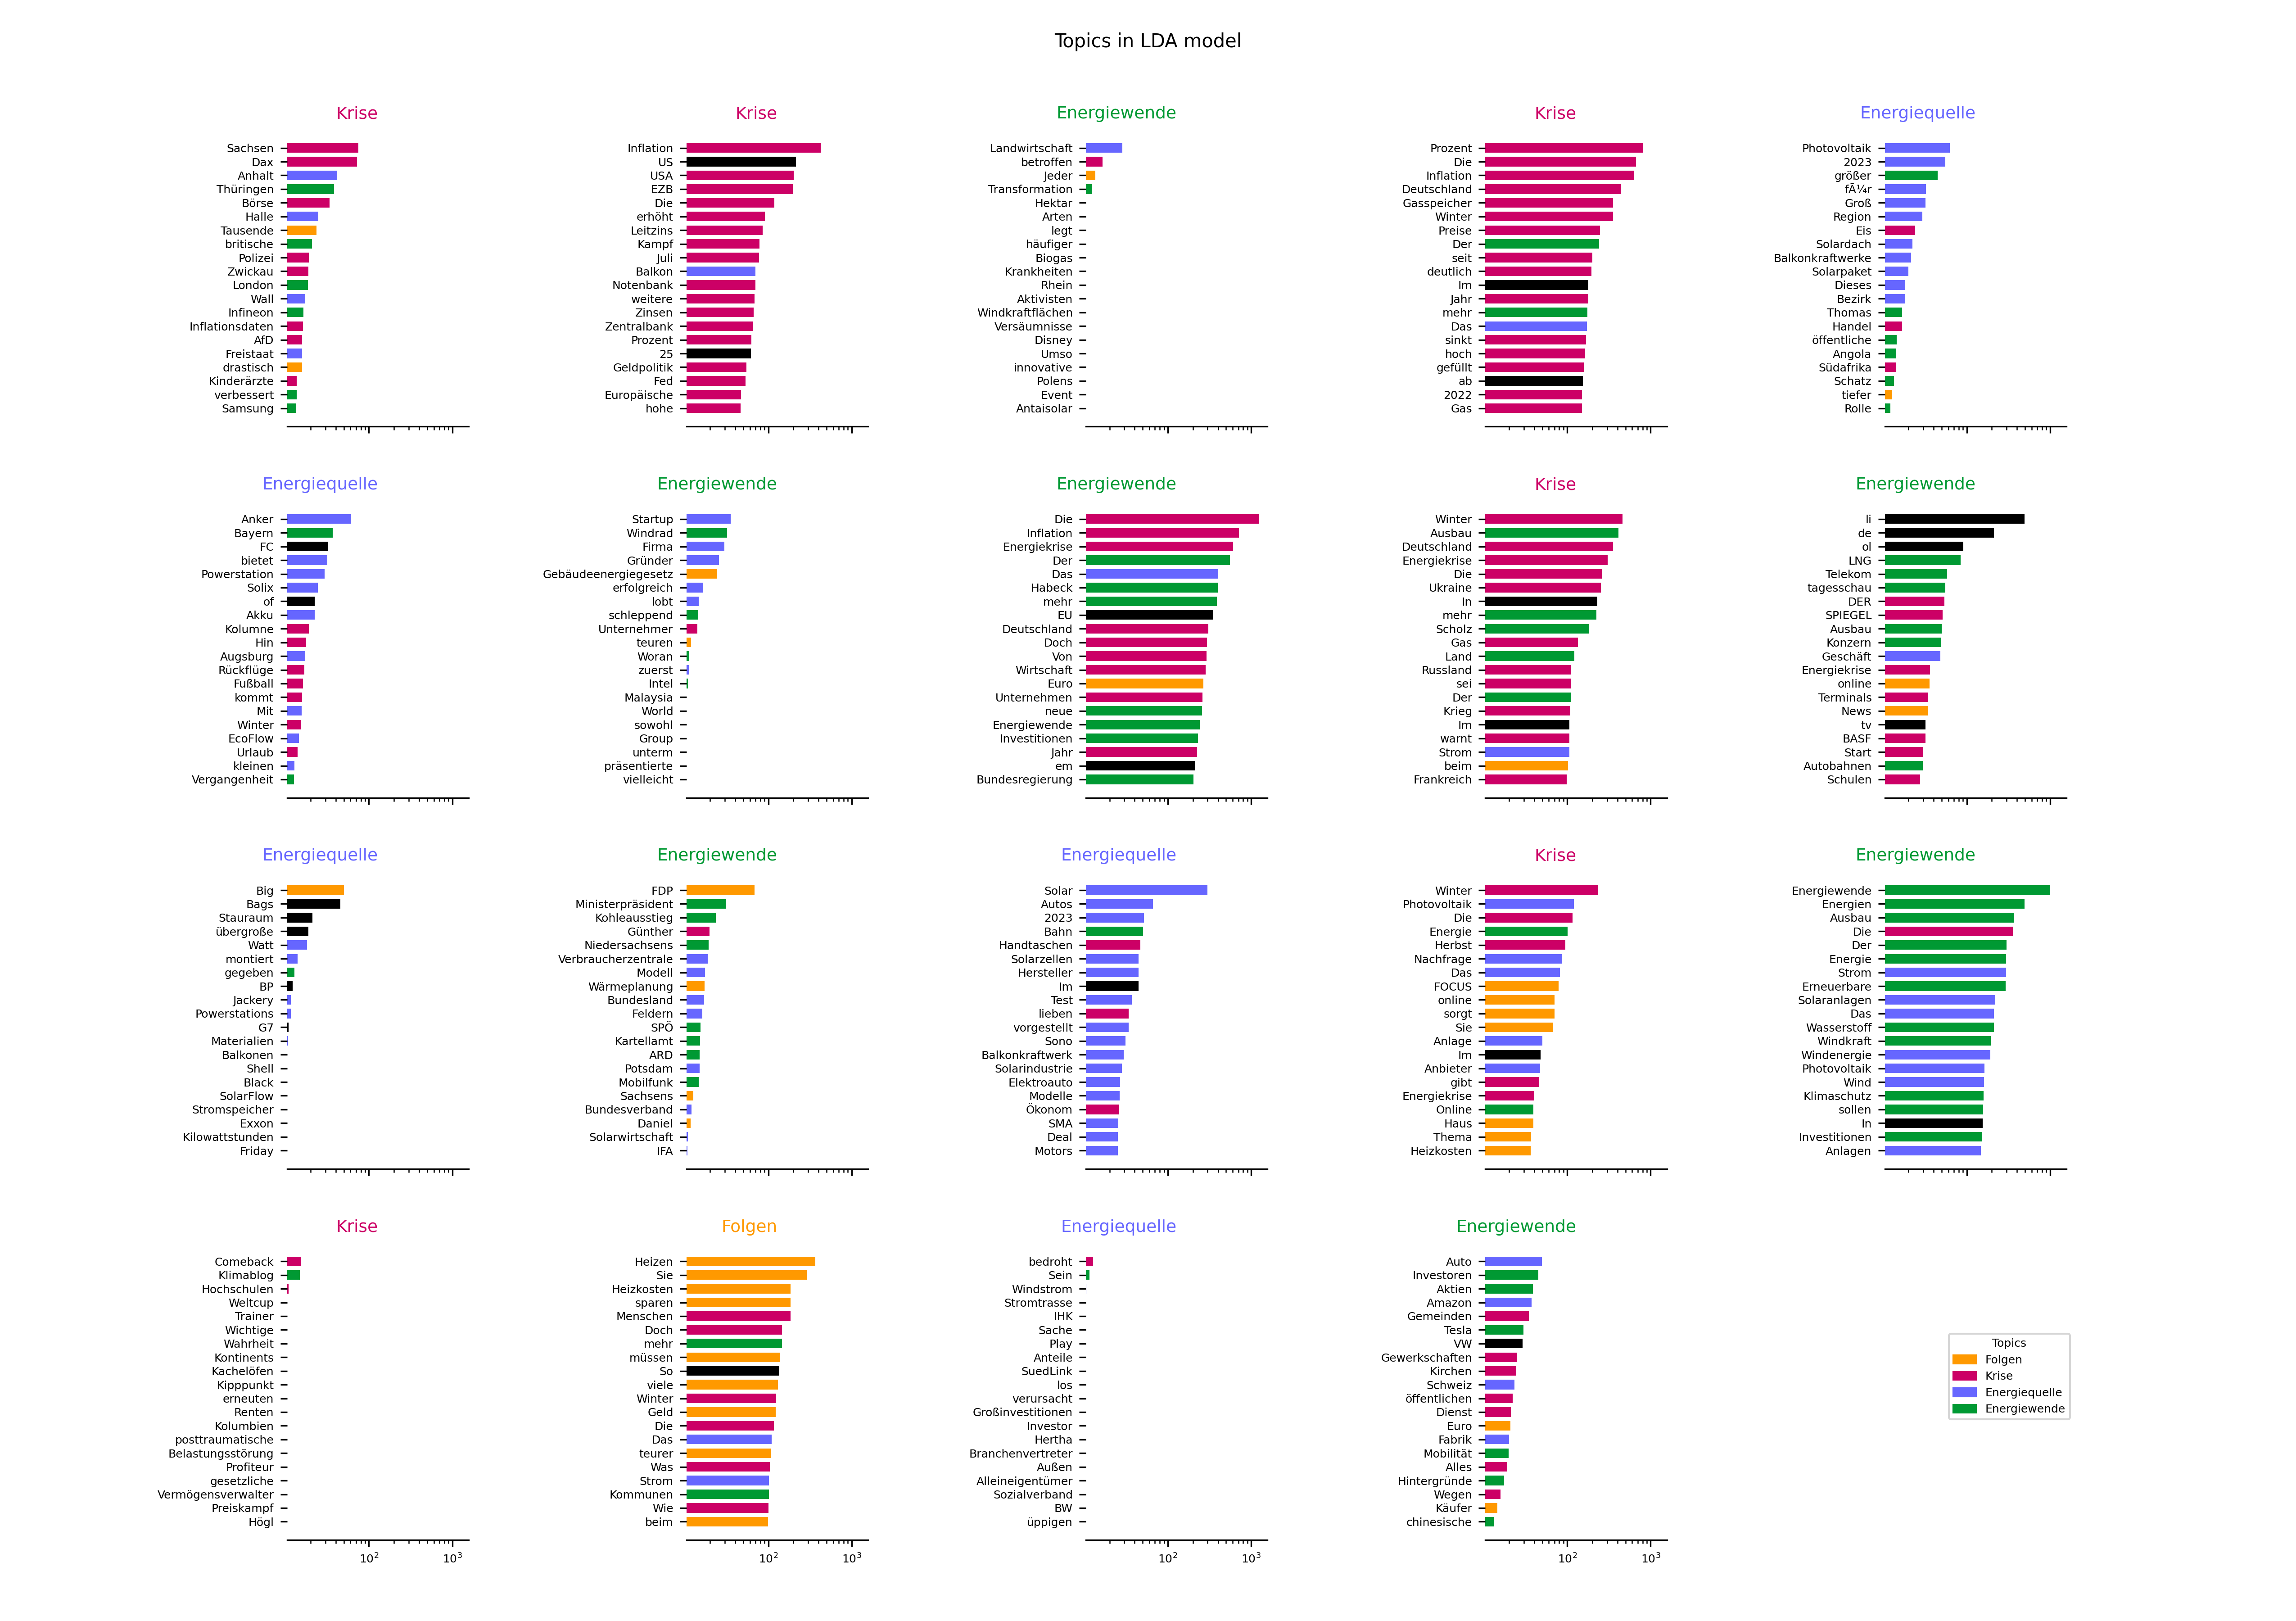 Topics in LDA model
Krise
Sachsen
Dax
Anhalt
Thüringen
Börse
Halle
Tausende
britische
Polizei
Zwickau
London
Wall
Infineon
Inflationsdaten
AfD
Freistaat
drastisch
Kinderärzte
verbessert
Samsung
Krise
Inflation
US
USA
EZB
Die
erhöht
Leitzins
Kampf
Juli
Balkon
Notenbank
weitere
Zinsen
Zentralbank
Prozent
25
Geldpolitik
Fed
Europäische
hohe
Energiewende
Landwirtschaft
betroffen
Jeder
Transformation
Hektar
Arten
legt
häufiger
Biogas
Krankheiten
Rhein
Aktivisten
Windkraftflächen
Versäumnisse
Disney
Umso
innovative
Polens
Event
Antaisolar
Krise
Prozent
Die
Inflation
Deutschland
Gasspeicher
Winter
Preise
Der
seit
deutlich
Im
Jahr
mehr
Das
sinkt
hoch
gefüllt
ab
2022
Gas
Energiequelle
Photovoltaik
2023
größer
fÃ¼r
Groß
Region
Eis
Solardach
Balkonkraftwerke
Solarpaket
Dieses
Bezirk
Thomas
Handel
öffentliche
Angola
Südafrika
Schatz
tiefer
Rolle
Energiequelle
Anker
Bayern
FC
bietet
Powerstation
Solix
of
Akku
Kolumne
Hin
Augsburg
Rückflüge
Fußball
kommt
Mit
Winter
EcoFlow
Urlaub
kleinen
Vergangenheit
Energiewende
Startup
Windrad
Firma
Gründer
Gebäudeenergiegesetz
erfolgreich
lobt
schleppend
Unternehmer
teuren
Woran
zuerst
Intel
Malaysia
World
sowohl
Group
unterm
präsentierte
vielleicht
Energiewende
Die
Inflation
Energiekrise
Der
Das
Habeck
mehr
EU
Deutschland
Doch
Von
Wirtschaft
Euro
Unternehmen
neue
Energiewende
Investitionen
Jahr
em
Bundesregierung
Krise
Winter
Ausbau
Deutschland
Energiekrise
Die
Ukraine
In
mehr
Scholz
Gas
Land
Russland
sei
Der
Krieg
Im
warnt
Strom
beim
Frankreich
Energiewende
li
de
ol
LNG
Telekom
tagesschau
DER
SPIEGEL
Ausbau
Konzern
Geschäft
Energiekrise
online
Terminals
News
tv
BASF
Start
Autobahnen
Schulen
Energiequelle
Big
Bags
Stauraum
übergroße
Watt
montiert
gegeben
BP
Jackery
Powerstations
G7
Materialien
Balkonen
Shell
Black
SolarFlow
Stromspeicher
Exxon
Kilowattstunden
Friday
Energiewende
FDP
Ministerpräsident
Kohleausstieg
Günther
Niedersachsens
Verbraucherzentrale
Modell
Wärmeplanung
Bundesland
Feldern
SPÖ
Kartellamt
ARD
Potsdam
Mobilfunk
Sachsens
Bundesverband
Daniel
Solarwirtschaft
IFA
Energiequelle
Solar
Autos
2023
Bahn
Handtaschen
Solarzellen
Hersteller
Im
Test
lieben
vorgestellt
Sono
Balkonkraftwerk
Solarindustrie
Elektroauto
Modelle
Ökonom
SMA
Deal
Motors
Krise
Winter
Photovoltaik
Die
Energie
Herbst
Nachfrage
Das
FOCUS
online
sorgt
Sie
Anlage
Im
Anbieter
gibt
Energiekrise
Online
Haus
Thema
Heizkosten
Energiewende
Energiewende
Energien
Ausbau
Die
Der
Energie
Strom
Erneuerbare
Solaranlagen
Das
Wasserstoff
Windkraft
Windenergie
Photovoltaik
Wind
Klimaschutz
sollen
In
Investitionen
Anlagen
Krise
Comeback
Klimablog
Hochschulen
Weltcup
Trainer
Wichtige
Wahrheit
Kontinents
Kachelöfen
Kipppunkt
erneuten
Renten
Kolumbien
posttraumatische
Belastungsstörung
Profiteur
gesetzliche
Vermögensverwalter
Preiskampf
Högl
10² 10³
Folgen
Heizen
Sie
Heizkosten
sparen
Menschen
Doch
mehr
müssen
So
viele
Winter
Geld
Die
Das
teurer
Was
Strom
Kommunen
Wie
beim
10² 10³
Energiequelle
bedroht
Sein
Windstrom
Stromtrasse
IHK
Sache
Play
Anteile
SuedLink
los
verursacht
Großinvestitionen
Investor
Hertha
Branchenvertreter
Außen
Alleineigentümer
Sozialverband
BW
üppigen
10² 10³
Energiewende
Auto
Investoren
Aktien
Amazon
Gemeinden
Tesla
VW
Gewerkschaften
Kirchen
Schweiz
öffentlichen
Dienst
Euro
Fabrik
Mobilität
Alles
Hintergründe
Wegen
Käufer
chinesische
10² 10³
Topics
Folgen
Krise
Energiequelle
Energiewende